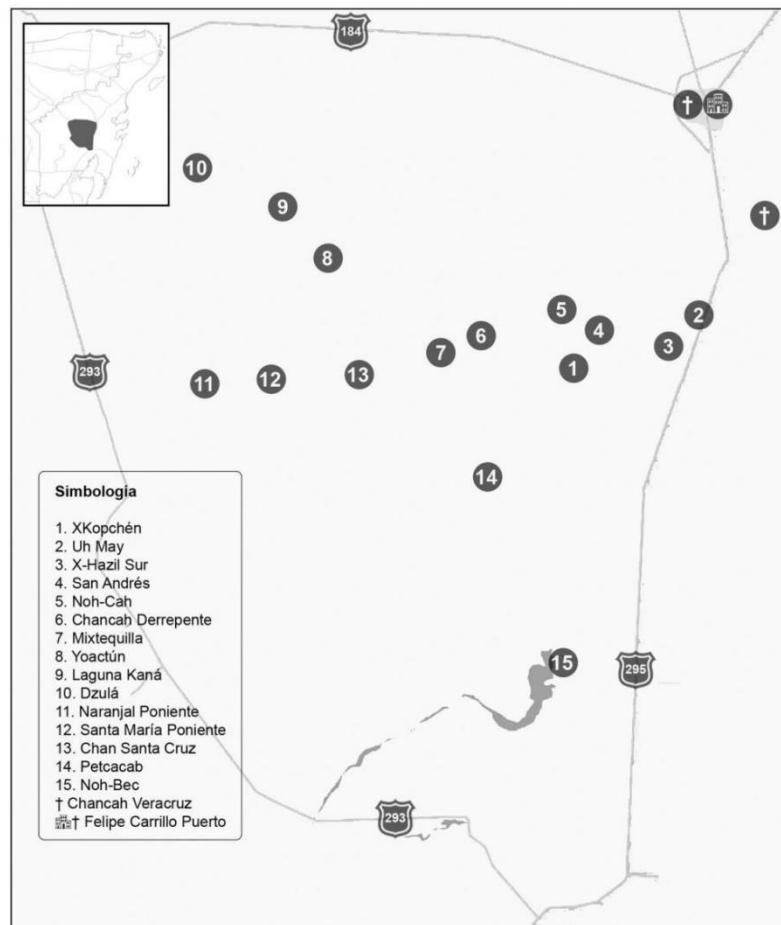 184
†
10
9
†
8
5
2
4
6
3
7
1
293
13
12
11
14
Simbología
1. XKopchén
2. Uh May
3. X-Hazil Sur
4. San Andrés
5. Noh-Cah
6. Chancah Derrepente
7. Mixtequilla
8. Yoactún
9. Laguna Kaná
10. Dzulá
11. Naranjal Poniente
12. Santa María Poniente
13. Chan Santa Cruz
14. Petcacab
15. Noh-Bec
† Chancah Veracruz
† Felipe Carrillo Puerto
15
295
293